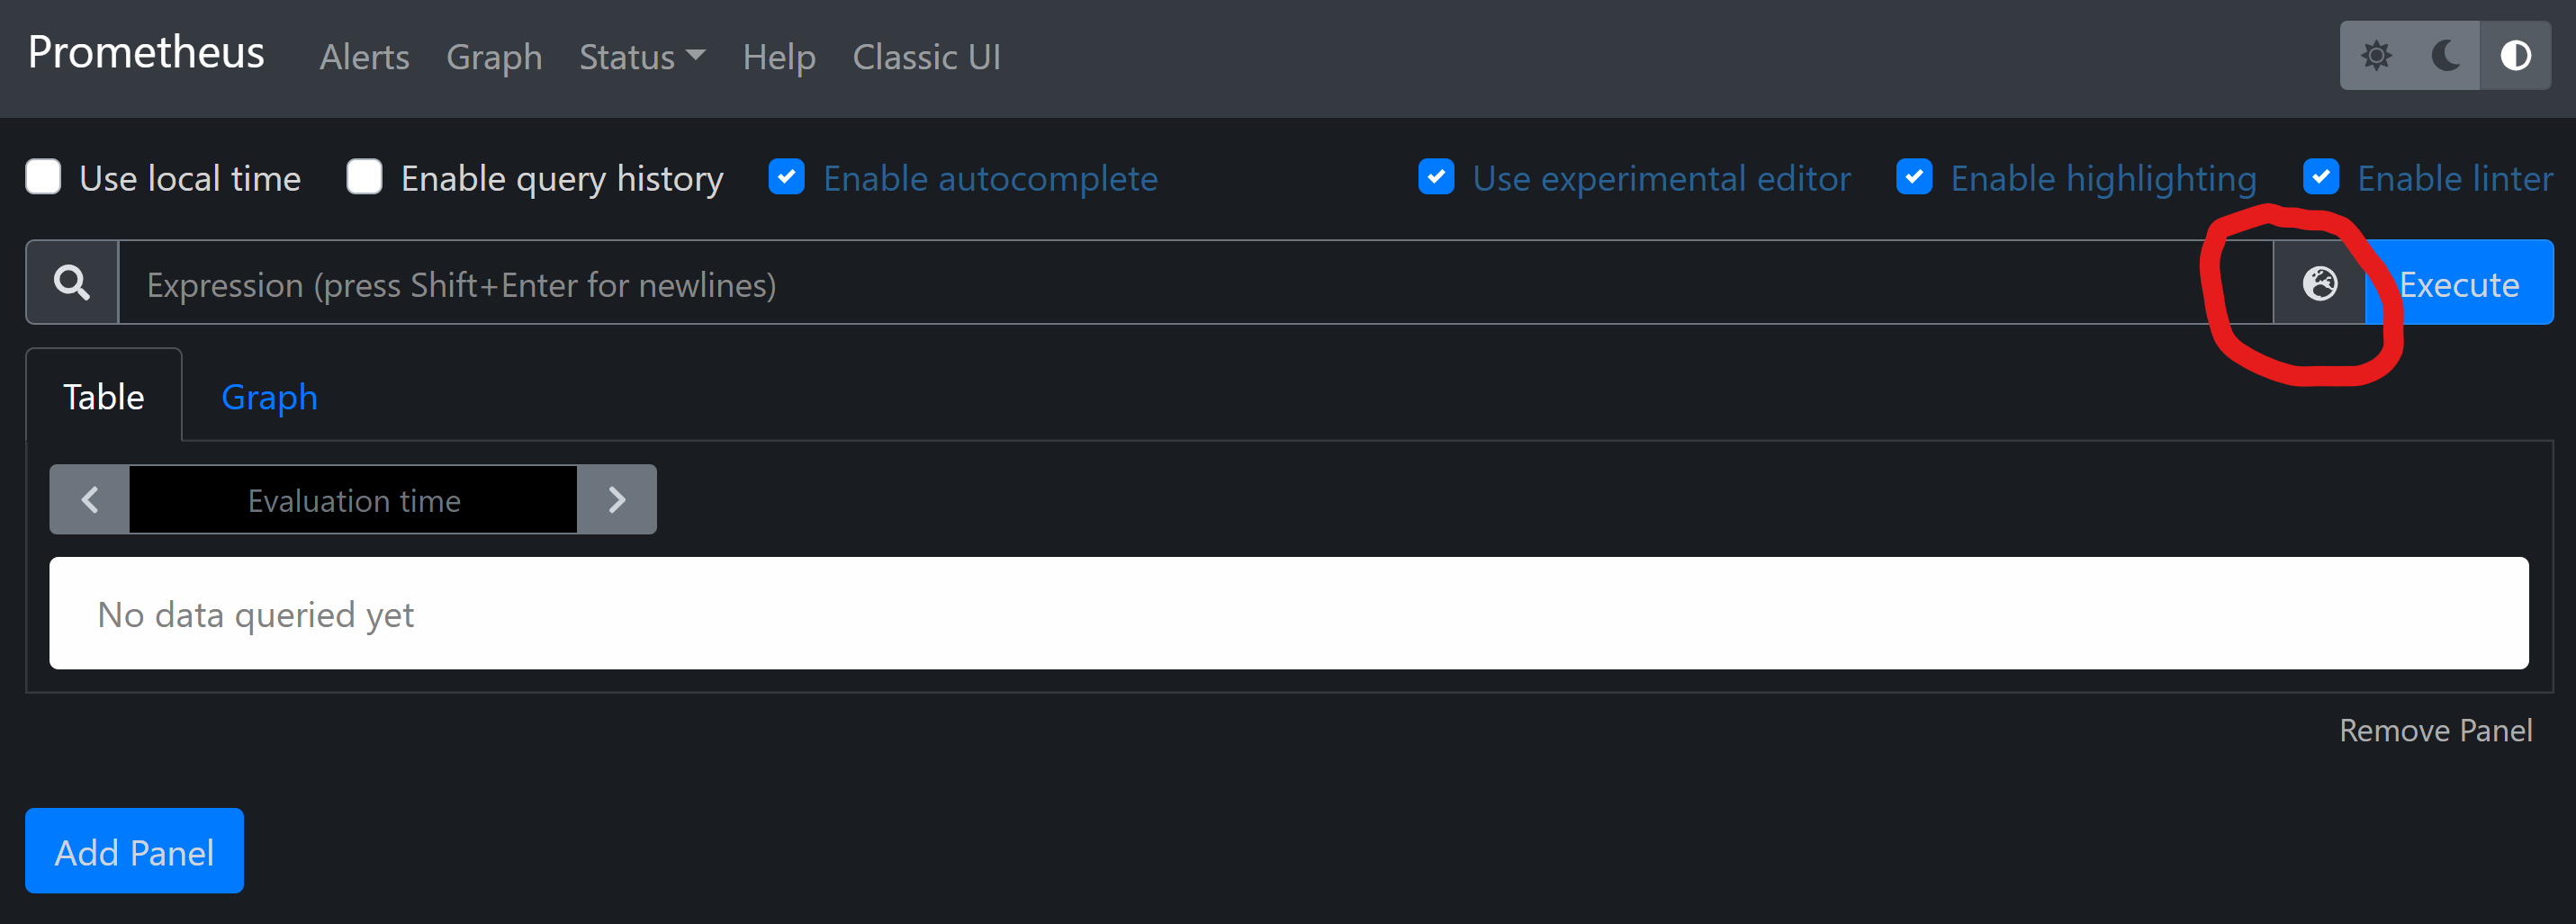 Prometheus Alerts Graph Status Help Classic UI
Use local time Enable query history Enable autocomplete Use experimental editor Enable highlighting Enable linter
Expression (press Shift+Enter for newlines) Execute
Table Graph
Evaluation time
No data queried yet
Remove Panel
Add Panel